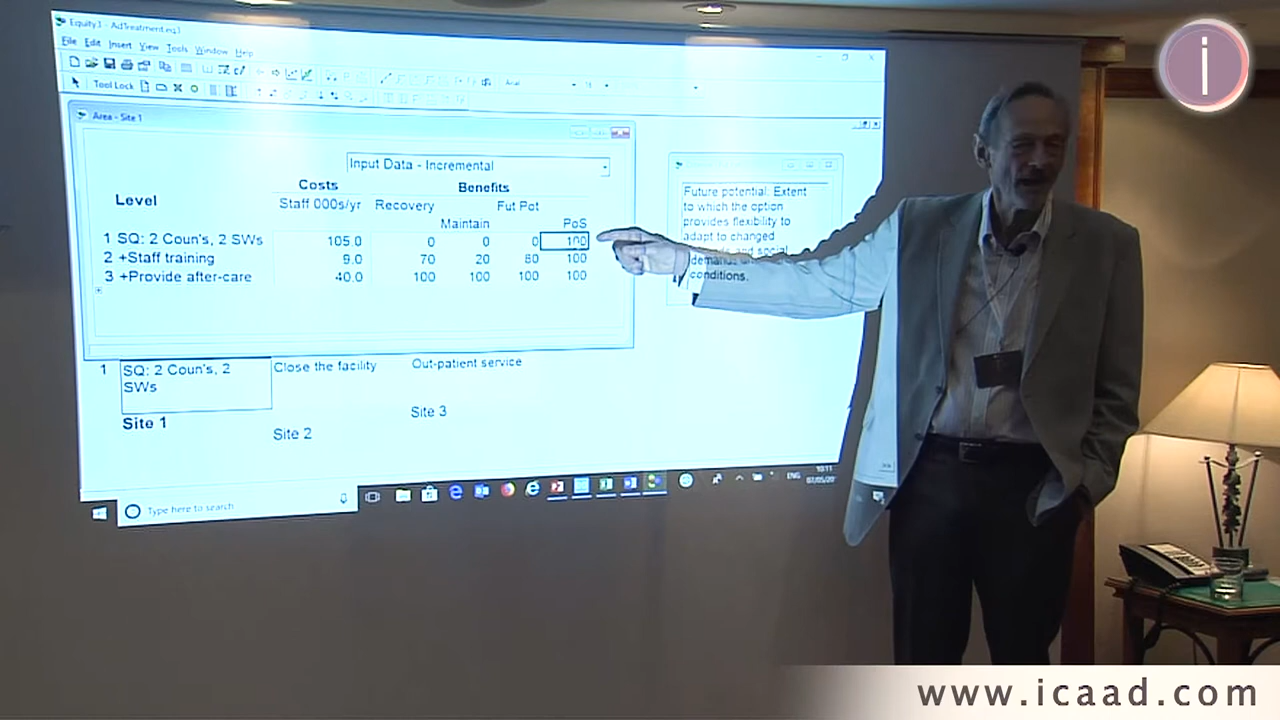 Equity3 - AdTreatment.eq3
File Edit Insert View Tools Window Help
Tool Lock
Area - Site 1
Input Data - Incremental
Costs Benefits
Level Staff 000s/yr Recovery Fut Pot
Maintain PoS
1 SQ: 2 Coun's, 2 SWs 105.0 0 0 0 100
2 +Staff training 9.0 70 20 80 100
3 +Provide after-care 40.0 100 100 100 100
Future potential: Extent
to which the option
provides flexibility to
adapt to changed
and social
conditions.
1 SQ: 2 Coun's, 2
SWs
Close the facility
Out-patient service
Site 1
Site 2
Site 3
Type here to search
ENG
10:11
i
www.icaad.com